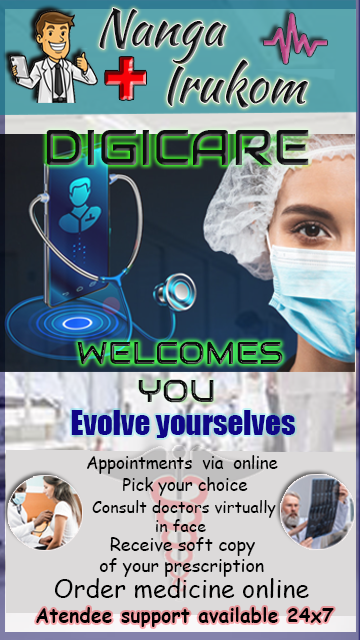 Nanga
Irukom
DIGICARE
WELCOMES
YOU
Evolve yourselves
Appointments via online
Pick your choice
Consult doctors virtually
in face
Receive soft copy
of your prescription
Order medicine online
Atendee support available 24x7